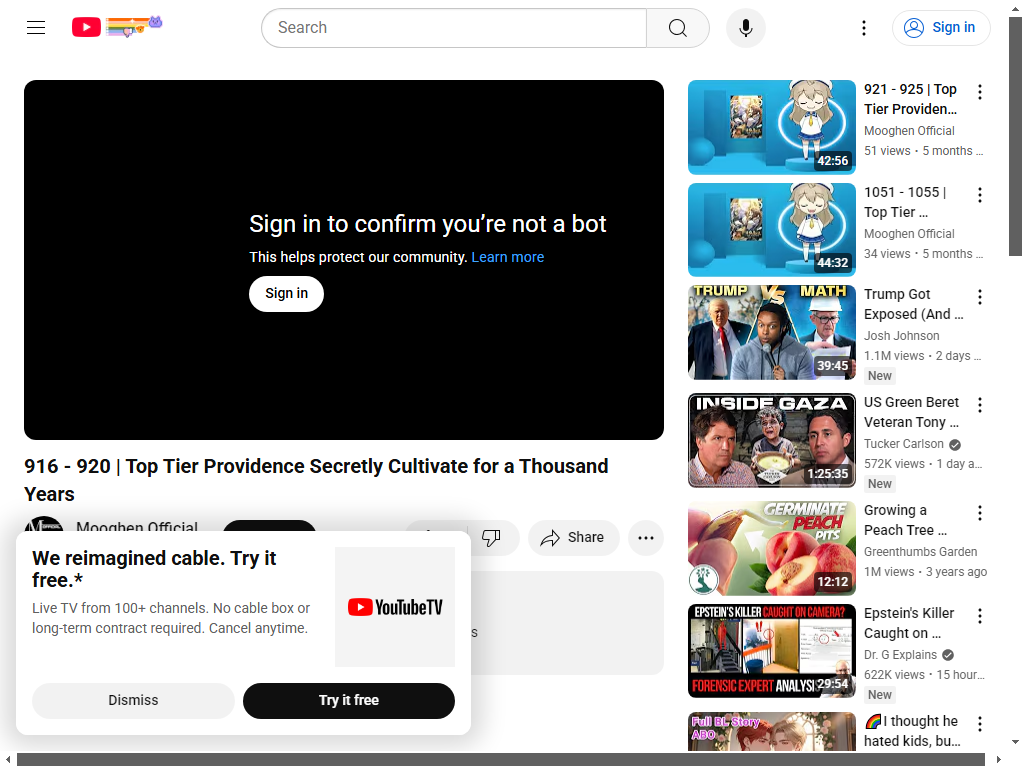 Search
Sign in
Sign in to confirm you’re not a bot
This helps protect our community. Learn more
Sign in
916 - 920 | Top Tier Providence Secretly Cultivate for a Thousand
Years
Mooghen Official
Share
s
We reimagined cable. Try it
free.*
Live TV from 100+ channels. No cable box or
long-term contract required. Cancel anytime.
YouTubeTV
Dismiss
Try it free
42:56
921 - 925 | Top
Tier Providen...
Mooghen Official
51 views • 5 months ...
44:32
1051 - 1055 |
Top Tier ...
Mooghen Official
34 views • 5 months ...
TRUMP VS MATH
39:45
Trump Got
Exposed (And ...
Josh Johnson
1.1M views • 2 days ...
New
INSIDE GAZA
1:25:35
US Green Beret
Veteran Tony ...
Tucker Carlson
572K views • 1 day a...
New
GERMINATE
PEACH
PITS
12:12
Growing a
Peach Tree ...
Greenthumbs Garden
1M views • 3 years ago
EPSTEIN'S KILLER CAUGHT ON CAMERA?
FORENSIC EXPERT ANALYSI
29:54
Epstein's Killer
Caught on ...
Dr. G Explains
622K views • 15 hour...
New
Full BL Story
ABO
🌈I thought he
hated kids, bu...